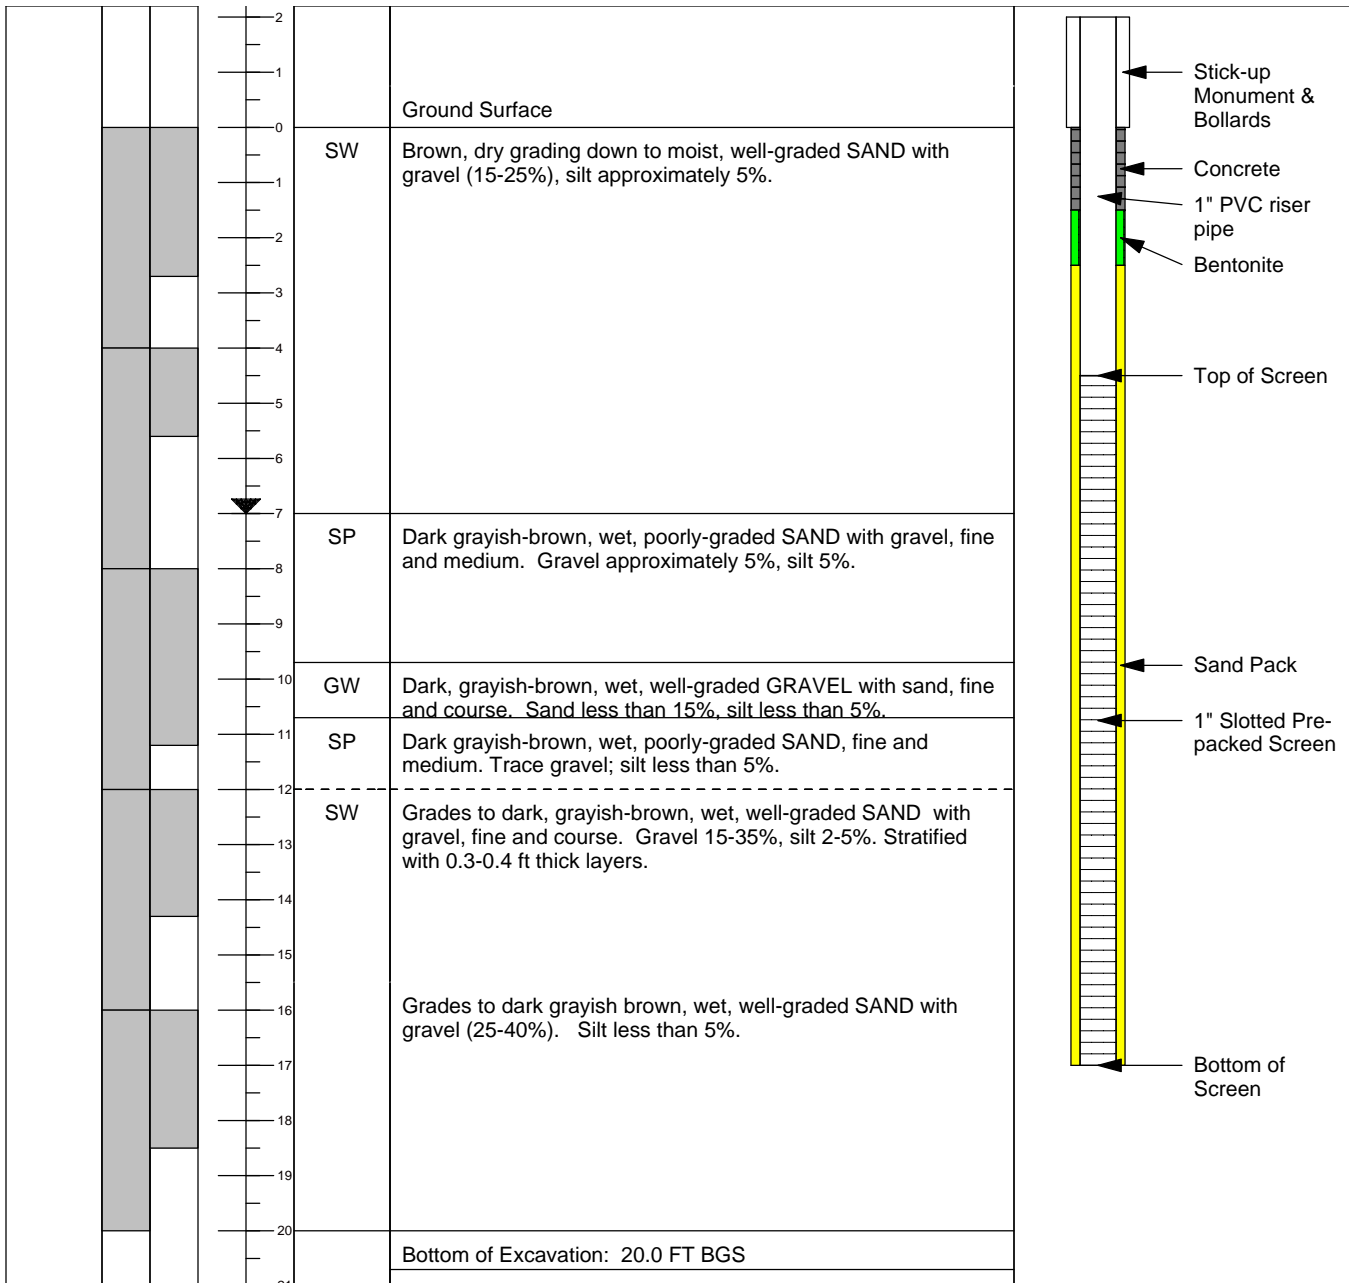 2
1
Ground Surface
0
SW
Brown, dry grading down to moist, well-graded SAND with
gravel (15-25%), silt approximately 5%.
1
2
3
4
5
6
7
SP
Dark grayish-brown, wet, poorly-graded SAND with gravel, fine
and medium.  Gravel approximately 5%, silt 5%.
8
9
10
GW
Dark, grayish-brown, wet, well-graded GRAVEL with sand, fine
and course.  Sand less than 15%, silt less than 5%.
11
SP
Dark grayish-brown, wet, poorly-graded SAND, fine and
medium. Trace gravel; silt less than 5%.
12
SW
Grades to dark, grayish-brown, wet, well-graded SAND  with
gravel, fine and course.  Gravel 15-35%, silt 2-5%. Stratified
with 0.3-0.4 ft thick layers.
13
14
15
16
Grades to dark grayish brown, wet, well-graded SAND with
gravel (25-40%).   Silt less than 5%.
17
18
19
20
Bottom of Excavation:  20.0 FT BGS
Stick-up
Monument &
Bollards
Concrete
1" PVC riser
pipe
Bentonite
Top of Screen
Sand Pack
1" Slotted Pre-
packed Screen
Bottom of
Screen